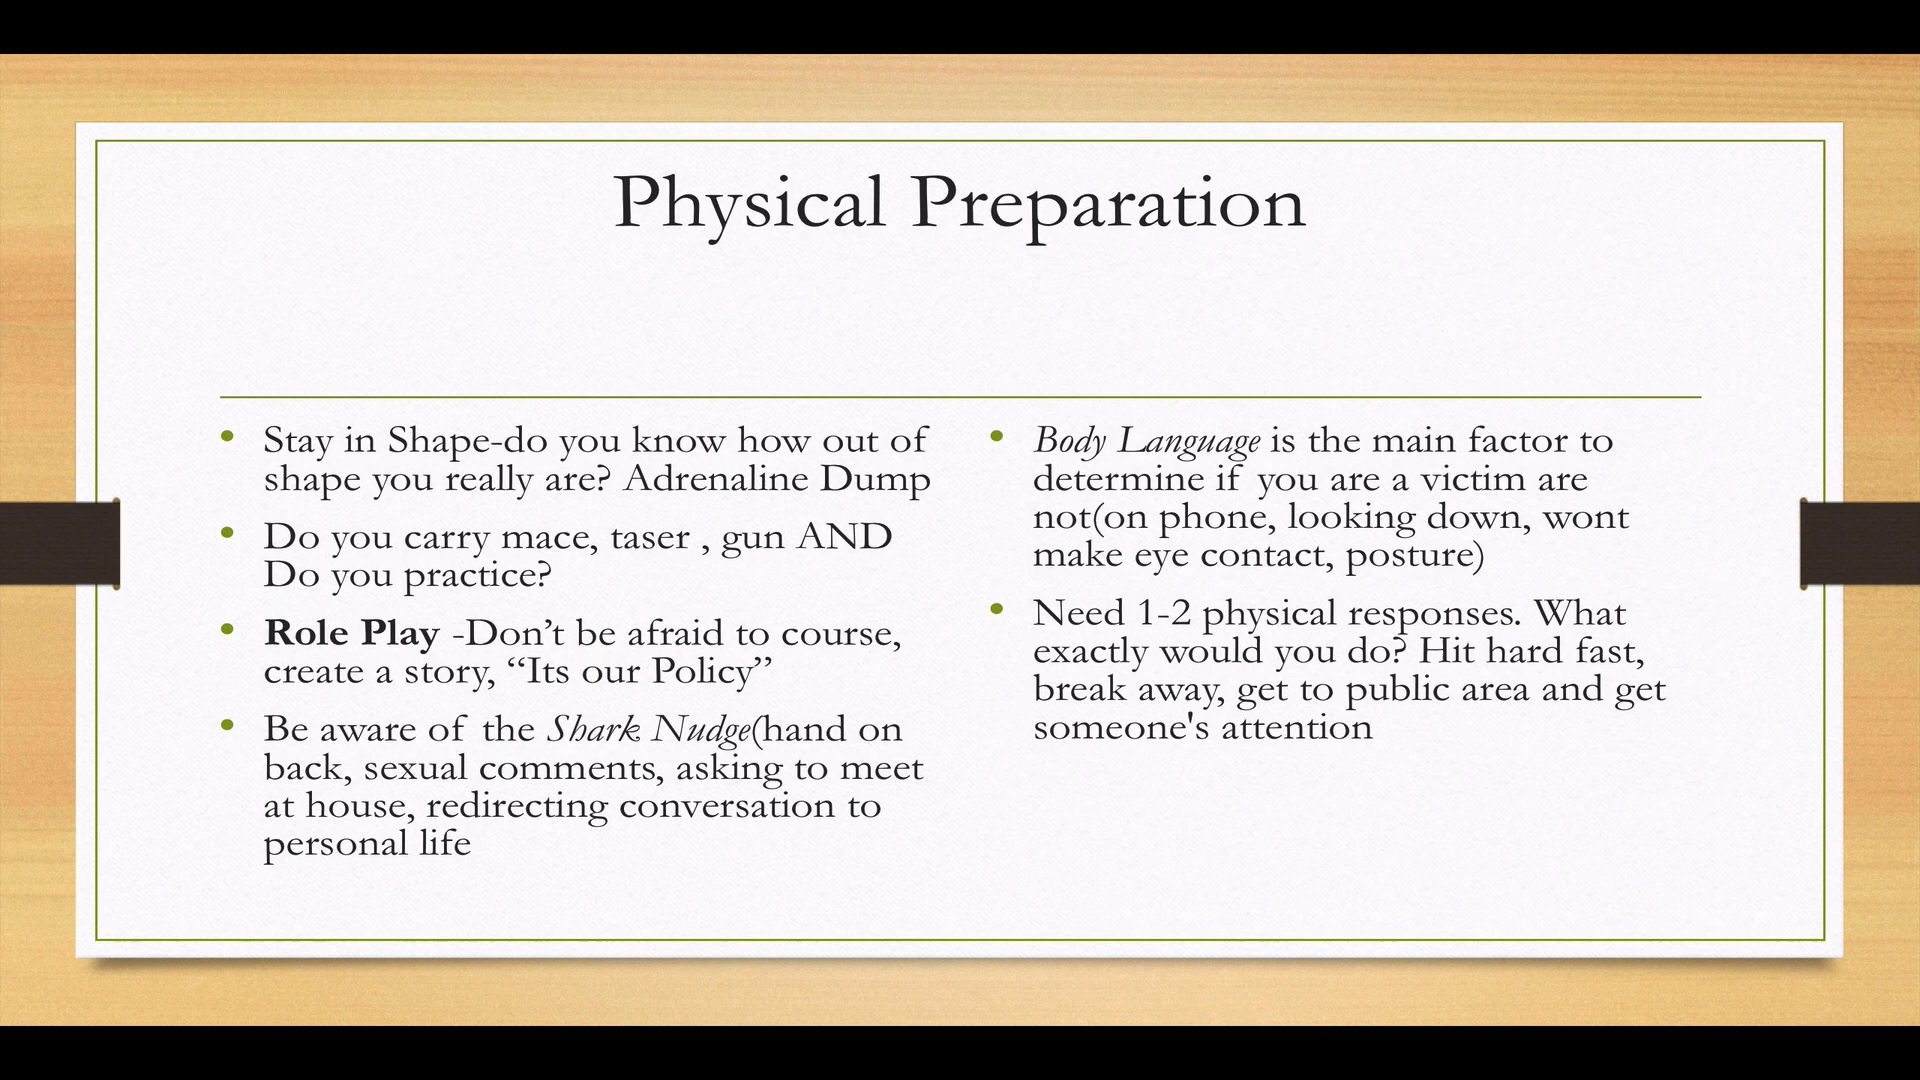 Physical Preparation
Stay in Shape-do you know how out of
shape you really are? Adrenaline Dump
Do you carry mace, taser , gun AND
Do you practice?
Role Play -Don’t be afraid to course,
create a story, “Its our Policy”
Be aware of the Shark Nudge(hand on
back, sexual comments, asking to meet
at house, redirecting conversation to
personal life
Body Language is the main factor to
determine if you are a victim are
not(on phone, looking down, wont
make eye contact, posture)
Need 1-2 physical responses. What
exactly would you do? Hit hard fast,
break away, get to public area and get
someone's attention